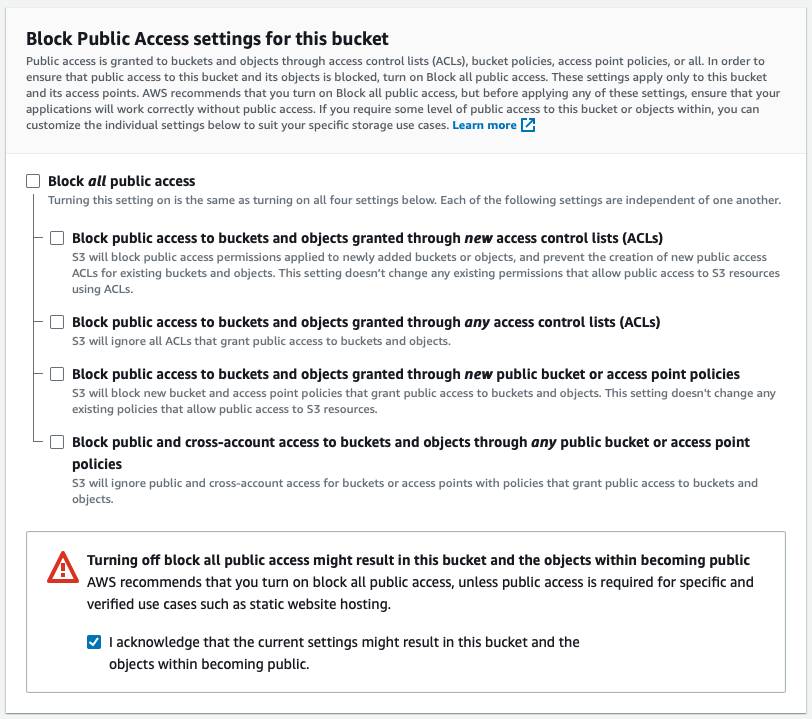 Block Public Access settings for this bucket
Public access is granted to buckets and objects through access control lists (ACLs), bucket policies, access point policies, or all. In order to
ensure that public access to this bucket and its objects is blocked, turn on Block all public access. These settings apply only to this bucket
and its access points. AWS recommends that you turn on Block all public access, but before applying any of these settings, ensure that your
applications will work correctly without public access. If you require some level of public access to this bucket or objects within, you can
customize the individual settings below to suit your specific storage use cases. Learn more
Block all public access
Turning this setting on is the same as turning on all four settings below. Each of the following settings are independent of one another.
Block public access to buckets and objects granted through new access control lists (ACLs)
S3 will block public access permissions applied to newly added buckets or objects, and prevent the creation of new public access
ACLs for existing buckets and objects. This setting doesn't change any existing permissions that allow public access to S3 resources
using ACLs.
Block public access to buckets and objects granted through any access control lists (ACLs)
S3 will ignore all ACLs that grant public access to buckets and objects.
Block public access to buckets and objects granted through new public bucket or access point policies
S3 will block new bucket and access point policies that grant public access to buckets and objects. This setting doesn't change any
existing policies that allow public access to S3 resources.
Block public and cross-account access to buckets and objects through any public bucket or access point
policies
S3 will ignore public and cross-account access for buckets or access points with policies that grant public access to buckets and
objects.
Turning off block all public access might result in this bucket and the objects within becoming public
AWS recommends that you turn on block all public access, unless public access is required for specific and
verified use cases such as static website hosting.
I acknowledge that the current settings might result in this bucket and the
objects within becoming public.